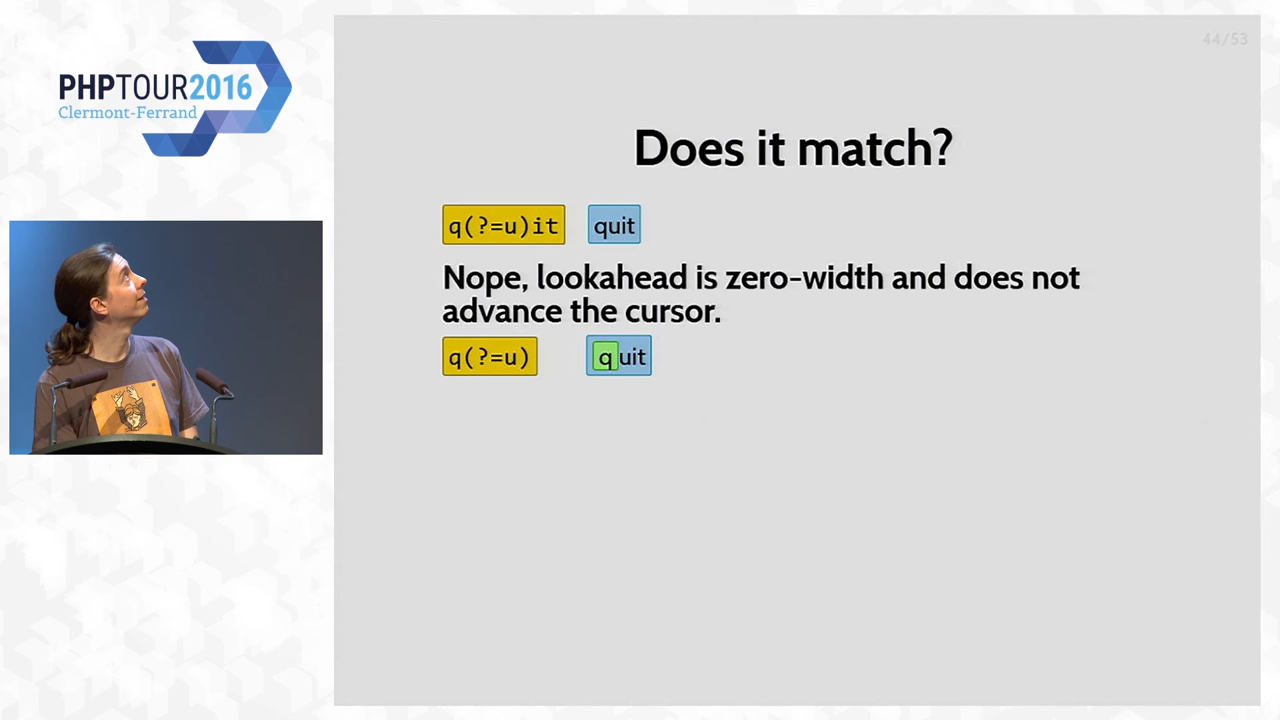 PHPTOUR2016
Clermont-Ferrand
44/53
Does it match?
q(?=u)it quit
Nope, lookahead is zero-width and does not
advance the cursor.
q(?=u) quit